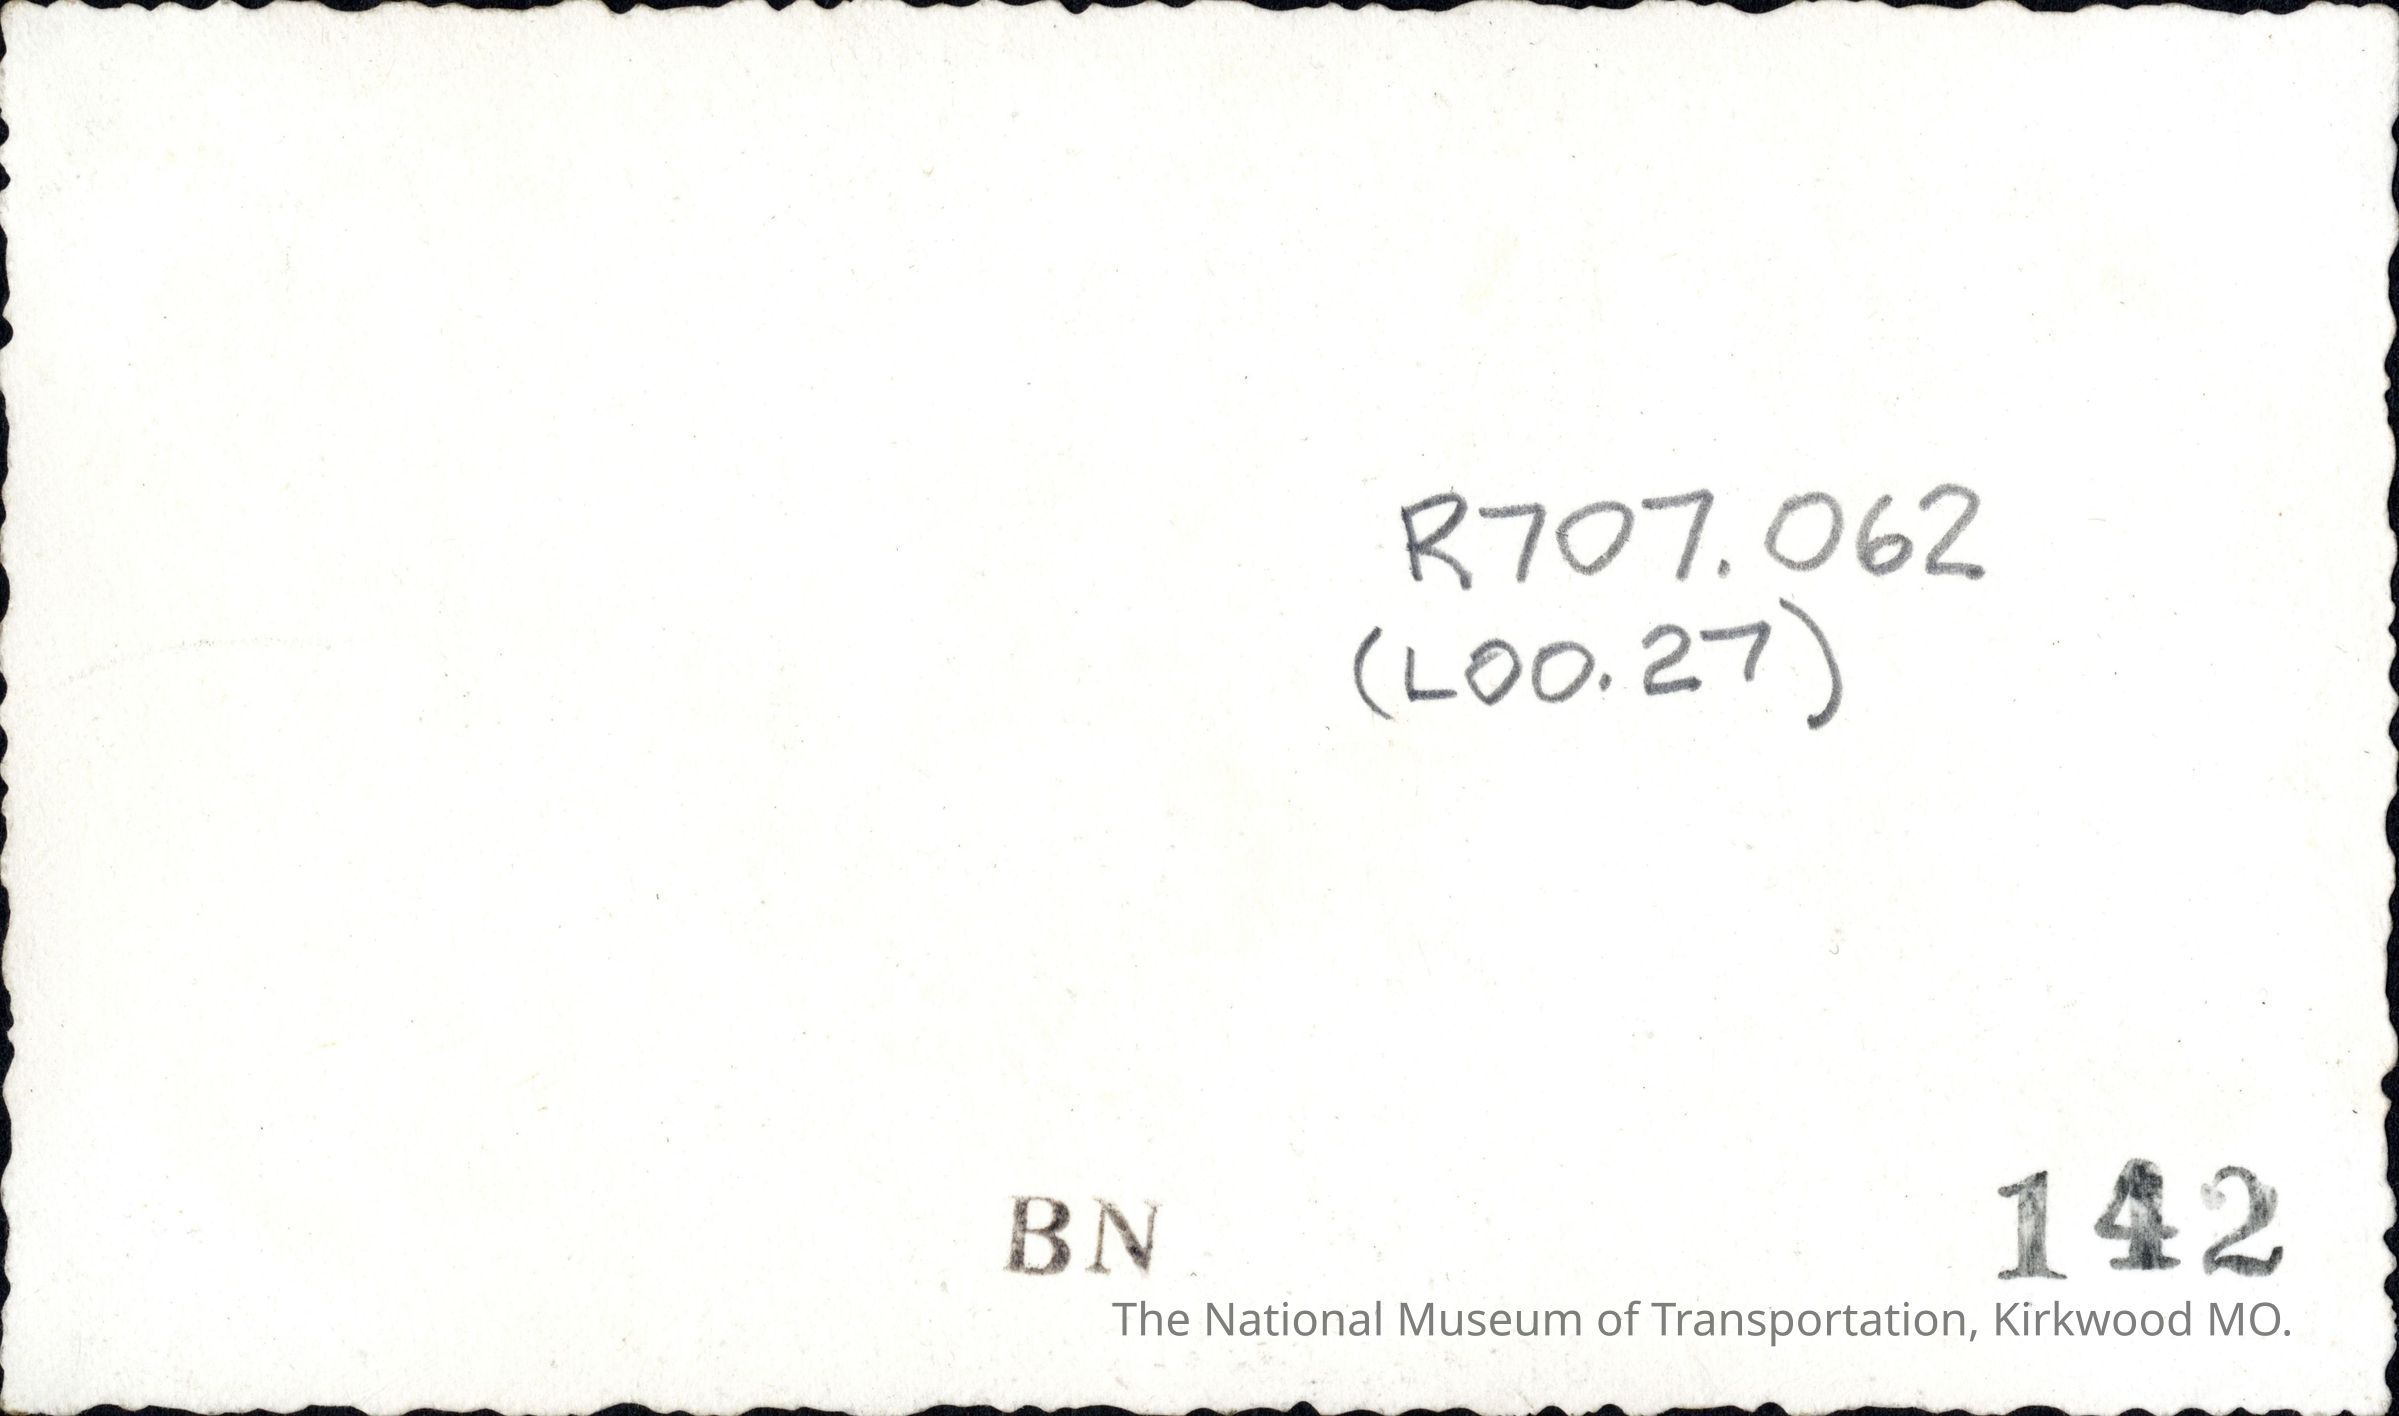 R707.062
(L00.27)
BN
142
The National Museum of Transportation, Kirkwood MO.